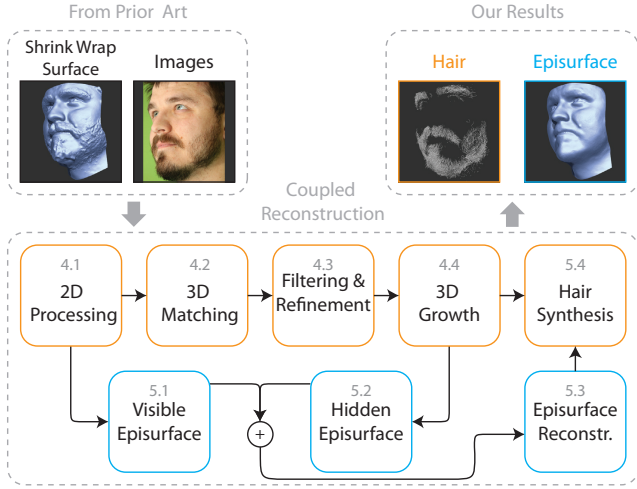 From Prior Art
Our Results
Shrink Wrap
Surface
Images
Hair
Episurface
Coupled
Reconstruction
4.1
2D
Processing
4.2
3D
Matching
4.3
Filtering &
Refinement
4.4
3D
Growth
5.4
Hair
Synthesis
5.1
Visible
Episurface
+
5.2
Hidden
Episurface
5.3
Episurface
Reconstr.